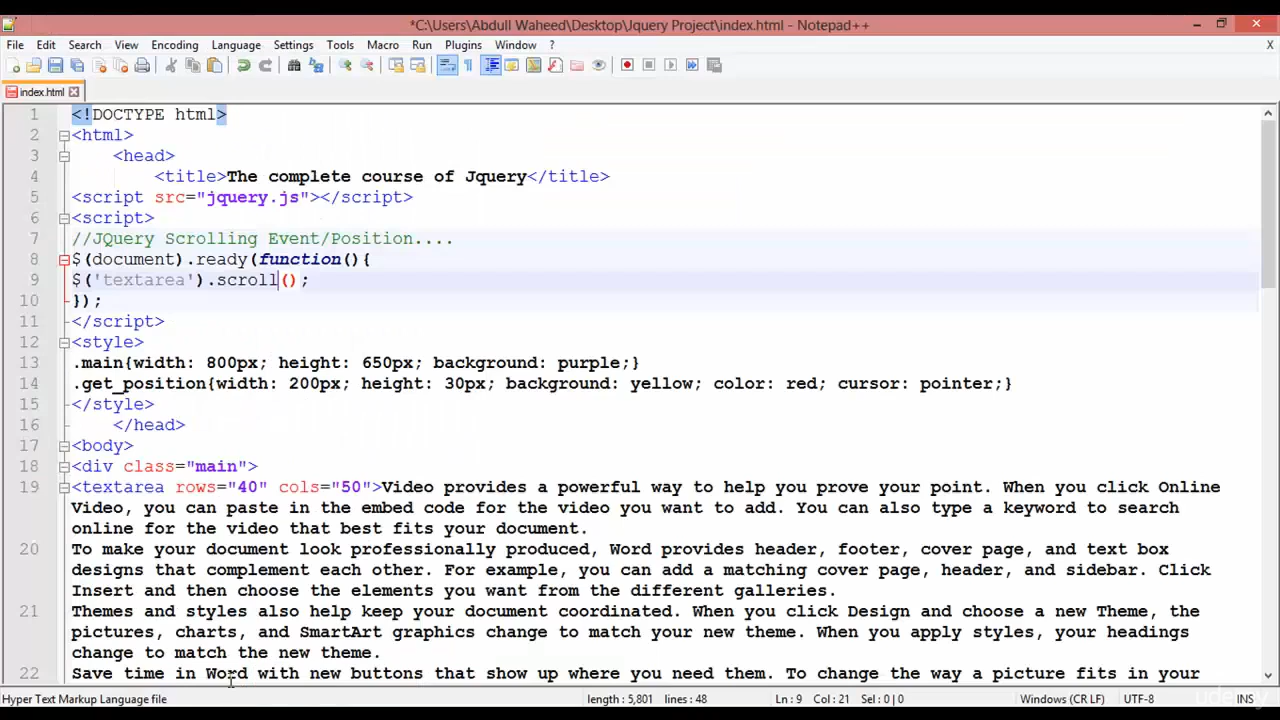 *C:\Users\Abdull Waheed\Desktop\Jquery Project\index.html - Notepad++
File Edit Search View Encoding Language Settings Tools Macro Run Plugins Window ? X
index.html
1 <!DOCTYPE html>
2 <html>
3 <head>
4 <title>The complete course of Jquery</title>
5 <script src="jquery.js"></script>
6 <script>
7 //JQuery Scrolling Event/Position....
8 $(document).ready(function(){
9 $('textarea').scroll();
10 });
11 </script>
12 <style>
13 .main{width: 800px; height: 650px; background: purple;}
14 .get_position{width: 200px; height: 30px; background: yellow; color: red; cursor: pointer;}
15 </style>
16 </head>
17 <body>
18 <div class="main">
19 <textarea rows="40" cols="50">Video provides a powerful way to help you prove your point. When you click Online
Video, you can paste in the embed code for the video you want to add. You can also type a keyword to search
online for the video that best fits your document.
20 To make your document look professionally produced, Word provides header, footer, cover page, and text box
designs that complement each other. For example, you can add a matching cover page, header, and sidebar. Click
Insert and then choose the elements you want from the different galleries.
21 Themes and styles also help keep your document coordinated. When you click Design and choose a new Theme, the
pictures, charts, and SmartArt graphics change to match your new theme. When you apply styles, your headings
change to match the new theme.
22 Save time in Word with new buttons that show up where you need them. To change the way a picture fits in your
Hyper Text Markup Language file length : 5,801 lines : 48 Ln : 9 Col : 21 Sel : 0 | 0 Windows (CR LF) UTF-8 INS
udemy